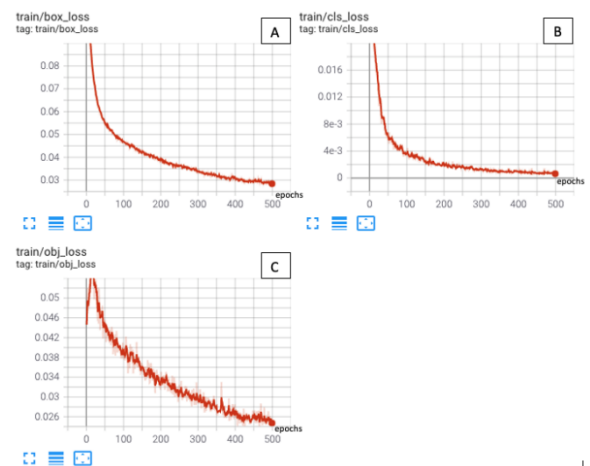 train/box_loss
tag: train/box_loss
A
0.08
0.07
0.06
0.05
0.04
0.03
0 100 200 300 400 500
epochs
train/cls_loss
tag: train/cls_loss
B
0.016
0.012
8e-3
4e-3
0
0 100 200 300 400 500
epochs
train/obj_loss
tag: train/obj_loss
C
0.05
0.046
0.042
0.038
0.034
0.03
0.026
0 100 200 300 400 500
epochs